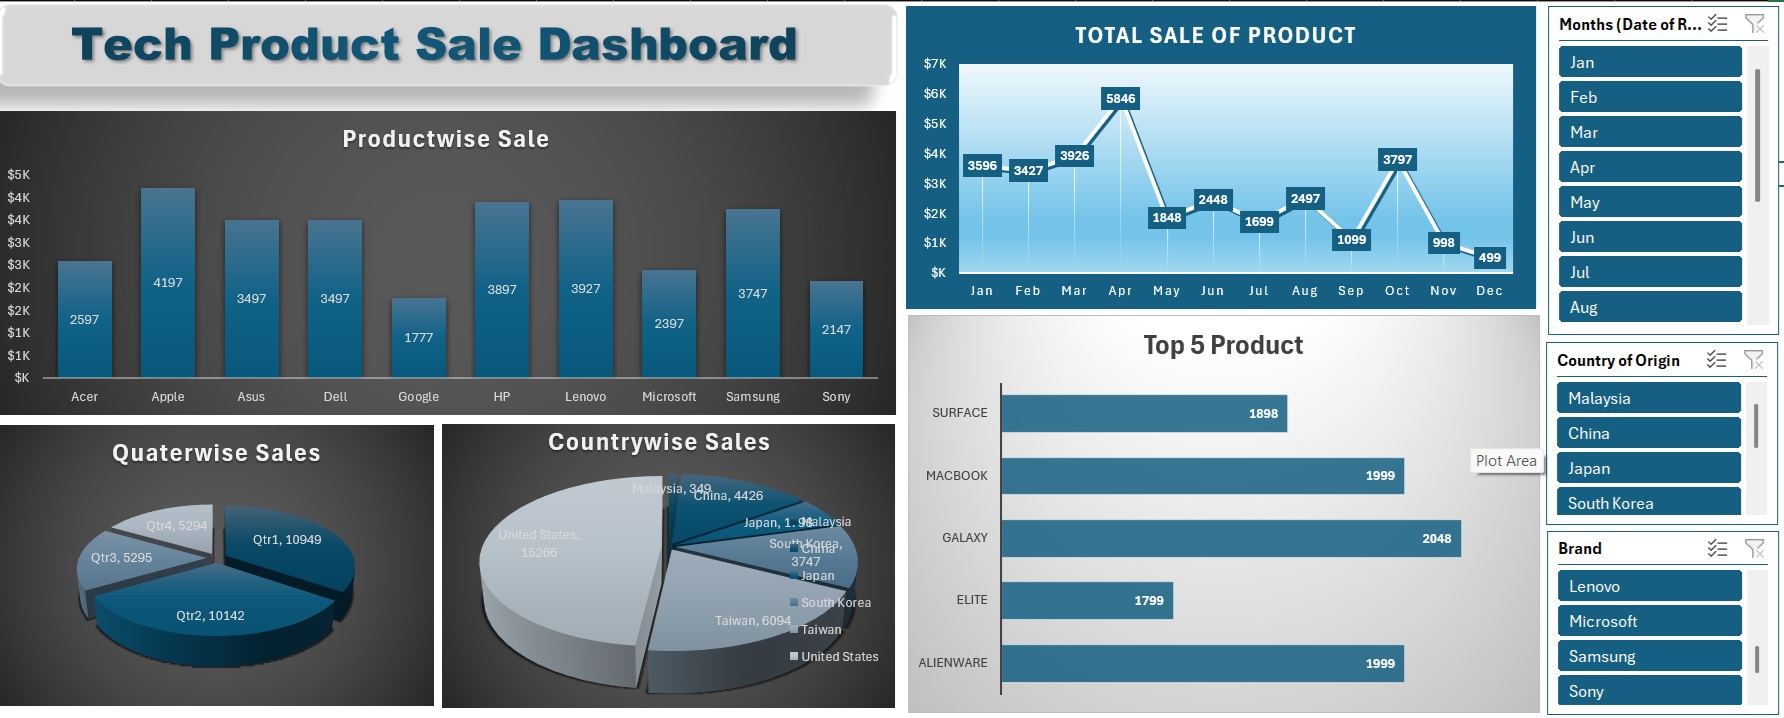 Tech Product Sale Dashboard
Productwise Sale
$5K
$4K
$4K
$3K
$3K
$2K
$2K
$1K
$1K
$K
2597
4197
3497
3497
1777
3897
3927
2397
3747
2147
Acer Apple Asus Dell Google HP Lenovo Microsoft Samsung Sony
Quaterwise Sales
Qtr4, 5294
Qtr1, 10949
Qtr3, 5295
Qtr2, 10142
Countrywise Sales
Malaysia, 349
China, 4426
Japan, 1.
South Korea,
3747
Taiwan, 6094
United States,
15266
Malaysia
China
Japan
South Korea
Taiwan
United States
TOTAL SALE OF PRODUCT
$7K
$6K
$5K
$4K
$3K
$2K
$1K
$K
3596
3427
3926
5846
1848
2448
1699
2497
1099
3797
998
499
Jan Feb Mar Apr May Jun Jul Aug Sep Oct Nov Dec
Top 5 Product
SURFACE 1898
MACBOOK 1999
GALAXY 2048
ELITE 1799
ALIENWARE 1999
Plot Area
Months (Date of R...
Jan
Feb
Mar
Apr
May
Jun
Jul
Aug
Country of Origin
Malaysia
China
Japan
South Korea
Brand
Lenovo
Microsoft
Samsung
Sony